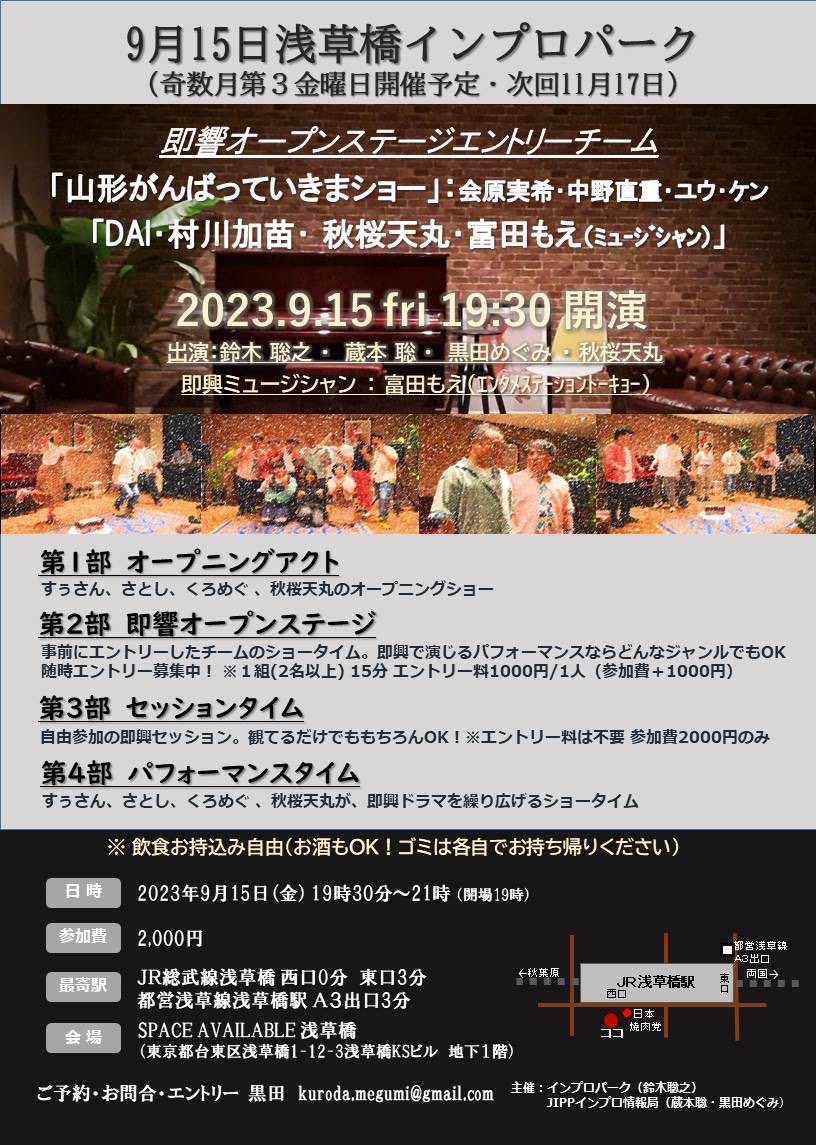 9月15日浅草橋インプロパーク
（奇数月第３金曜日開催予定・次回11月17日）
即響オープンステージエントリーチーム
「山形がんばっていきまショー」：会原実希・中野直重・ユウ・ケン
「DAI・村川加苗・ 秋桜天丸・富田もえ（ﾐｭｰｼﾞｼｬﾝ）」
2023.9.15 fri 19:30 開演
出演：鈴木 聡之 ・ 蔵本 聡・ 黒田めぐみ ・秋桜天丸
即興ミュージシャン ： 富田もえ（ｴﾝﾀﾒｽﾃｰｼｮﾝﾄｰｷｮｰ）
第１部 オープニングアクト
すぅさん、さとし、くろめぐ 、秋桜天丸のオープニングショー
第２部 即響オープンステージ
事前にエントリーしたチームのショータイム。即興で演じるパフォーマンスならどんなジャンルでもOK
随時エントリー募集中！ ※１組(2名以上) 15分 エントリー料1000円/1人（参加費＋1000円）
第３部 セッションタイム
自由参加の即興セッション。観てるだけでももちろんOK！※エントリー料は不要 参加費2000円のみ
第４部 パフォーマンスタイム
すぅさん、さとし、くろめぐ 、秋桜天丸が、即興ドラマを繰り広げるショータイム
※ 飲食お持込み自由（お酒もOK！ゴミは各自でお持ち帰りください）
日 時 2023年9月15日(金) 19時30分～21時 (開場19時)
参加費 2,000円
最寄駅 JR総武線浅草橋 西口0分 東口3分
都営浅草線浅草橋駅 A3出口3分
会 場 SPACE AVAILABLE 浅草橋
(東京都台東区浅草橋1-12-3浅草橋KSビル 地下1階)
都営浅草線
A3出口
←秋葉原
両国→
JR浅草橋駅
西口
東口
日本
焼肉党
ココ
ご予約・お問合・エントリー 黒田 kuroda.megumi@gmail.com
主催：インプロパーク（鈴木聡之）
JIPPインプロ情報局（蔵本聡・黒田めぐみ）